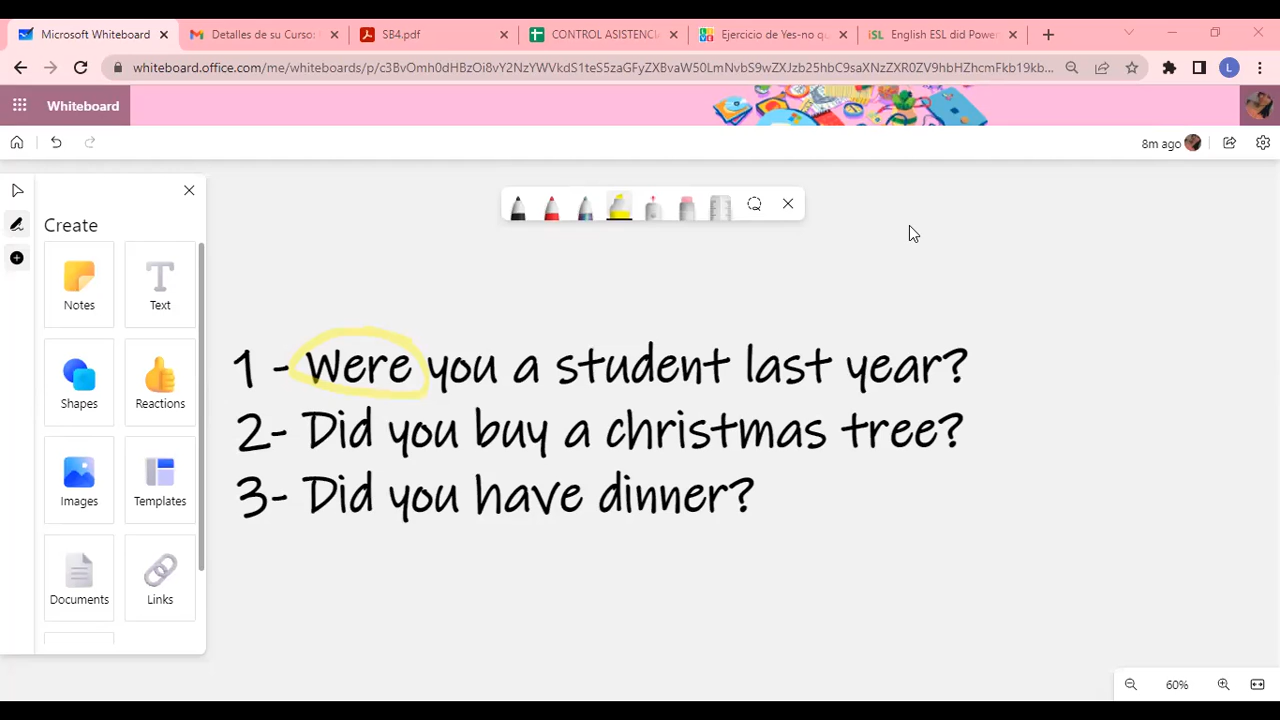 Microsoft Whiteboard
Detalles de su Curso:
SB4.pdf
CONTROL ASISTENCI
Ejercicio de Yes-no qu
English ESL did Power
L
Whiteboard
8m ago
Create
Notes
Text
Shapes
Reactions
Images
Templates
Documents
Links
1 - Were you a student last year?
2- Did you buy a christmas tree?
3- Did you have dinner?
60%